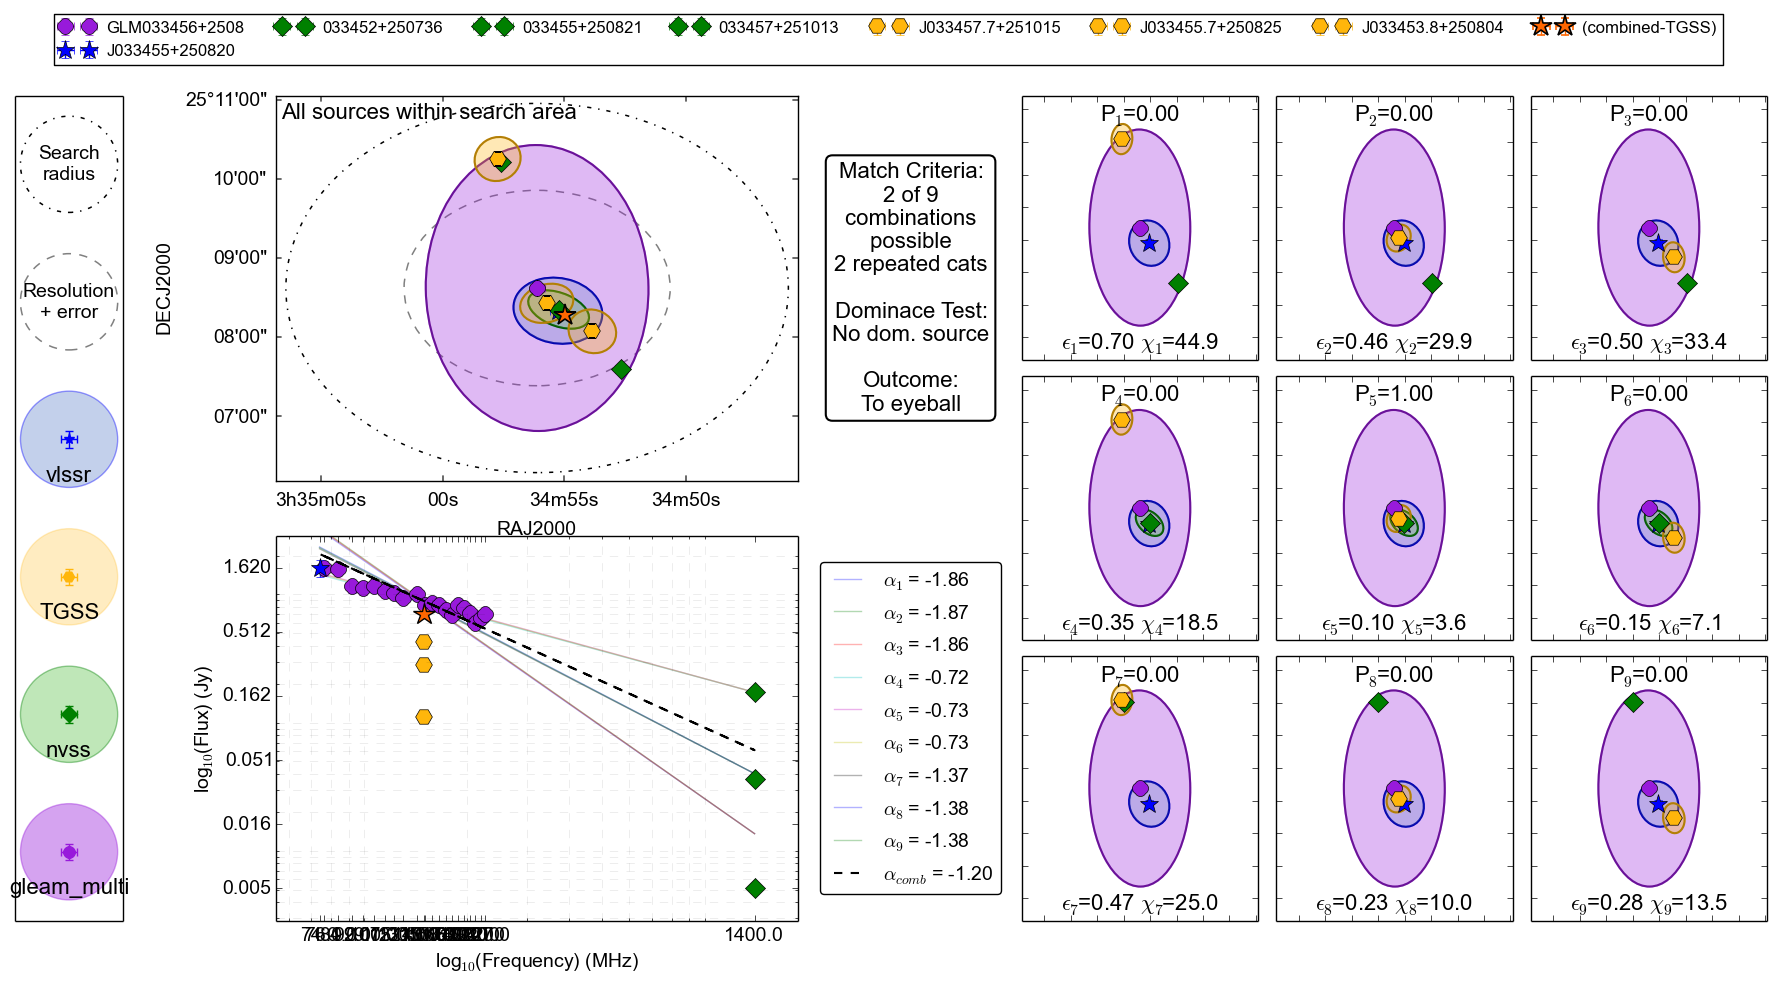 GLM033456+2508 033452+250736 033455+250821 033457+251013 J033457.7+251015 J033455.7+250825 J033453.8+250804 (combined-TGSS)
J033455+250820
Search
radius
Resolution
+ error
vlssr
TGSS
nvss
gleam_multi
All sources within search area
25°11'00"
10'00"
09'00"
08'00"
07'00"
DECJ2000
3h35m05s 00s 34m55s 34m50s
RAJ2000
Match Criteria:
2 of 9
combinations
possible
2 repeated cats
Dominace Test:
No dom. source
Outcome:
To eyeball
1.620
0.512
0.162
0.051
0.016
0.005
log₁₀(Flux) (Jy)
1400.0
log₁₀(Frequency) (MHz)
α₁ = -1.86
α₂ = -1.87
α₃ = -1.86
α₄ = -0.72
α₅ = -0.73
α₆ = -0.73
α₇ = -1.37
α₈ = -1.38
α₉ = -1.38
α_comb = -1.20
P₁=0.00 P₂=0.00 P₃=0.00
ϵ₁=0.70 χ₁=44.9 ϵ₂=0.46 χ₂=29.9 ϵ₃=0.50 χ₃=33.4
P₄=0.00 P₅=1.00 P₆=0.00
ϵ₄=0.35 χ₄=18.5 ϵ₅=0.10 χ₅=3.6 ϵ₆=0.15 χ₆=7.1
P₇=0.00 P₈=0.00 P₉=0.00
ϵ₇=0.47 χ₇=25.0 ϵ₈=0.23 χ₈=10.0 ϵ₉=0.28 χ₉=13.5